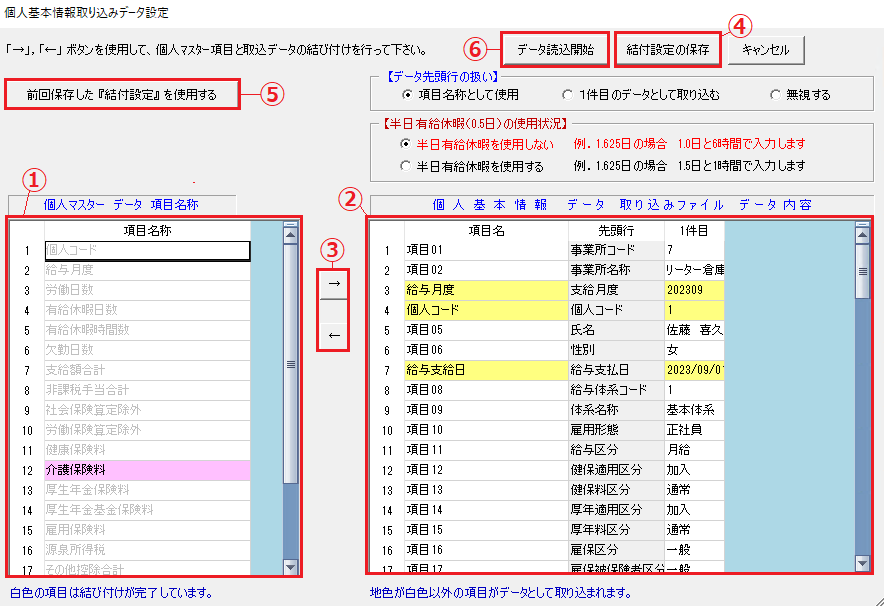 個人基本情報取り込みデータ設定
「→」，「←」ボタンを使用して、個人マスター項目と取込データの結び付けを行って下さい。
⑥ データ読込開始
④ 結付設定の保存
キャンセル
前回保存した『結付設定』を使用する ⑤
【データ先頭行の扱い】
項目名称として使用 1件目のデータとして取り込む 無視する
【半日有給休暇(0.5日)の使用状況】
半日有給休暇を使用しない 例．1.625日の場合 1.0日と6時間で入力します
半日有給休暇を使用する 例．1.625日の場合 1.5日と1時間で入力します
①
個人マスター データ 項目名称
項目名称
1 個人コード
2 給与月度
3 労働日数
4 有給休暇日数
5 有給休暇時間数
6 欠勤日数
7 支給額合計
8 非課税手当合計
9 社会保険算定除外
10 労働保険算定除外
11 健康保険料
12 介護保険料
13 厚生年金保険料
14 厚生年金基金保険料
15 雇用保険料
16 源泉所得税
17 その他控除合計
白色の項目は結び付けが完了しています。
③
→
←
②
個人基本情報 データ 取り込みファイル データ内容
項目名 先頭行 1件目
1 項目01 事業所コード 7
2 項目02 事業所名称 リーター倉庫
3 給与月度 支給月度 202309
4 個人コード 個人コード 1
5 項目05 氏名 佐藤 喜久
6 項目06 性別 女
7 給与支給日 給与支払日 2023/09/01
8 項目08 給与体系コード 1
9 項目09 体系名称 基本体系
10 項目10 雇用形態 正社員
11 項目11 給与区分 月給
12 項目12 健保適用区分 加入
13 項目13 健保料区分 通常
14 項目14 厚年適用区分 加入
15 項目15 厚年料区分 通常
16 項目16 雇保区分 一般
17 項目17 雇保被保険者区分 一般
地色が白色以外の項目がデータとして取り込まれます。